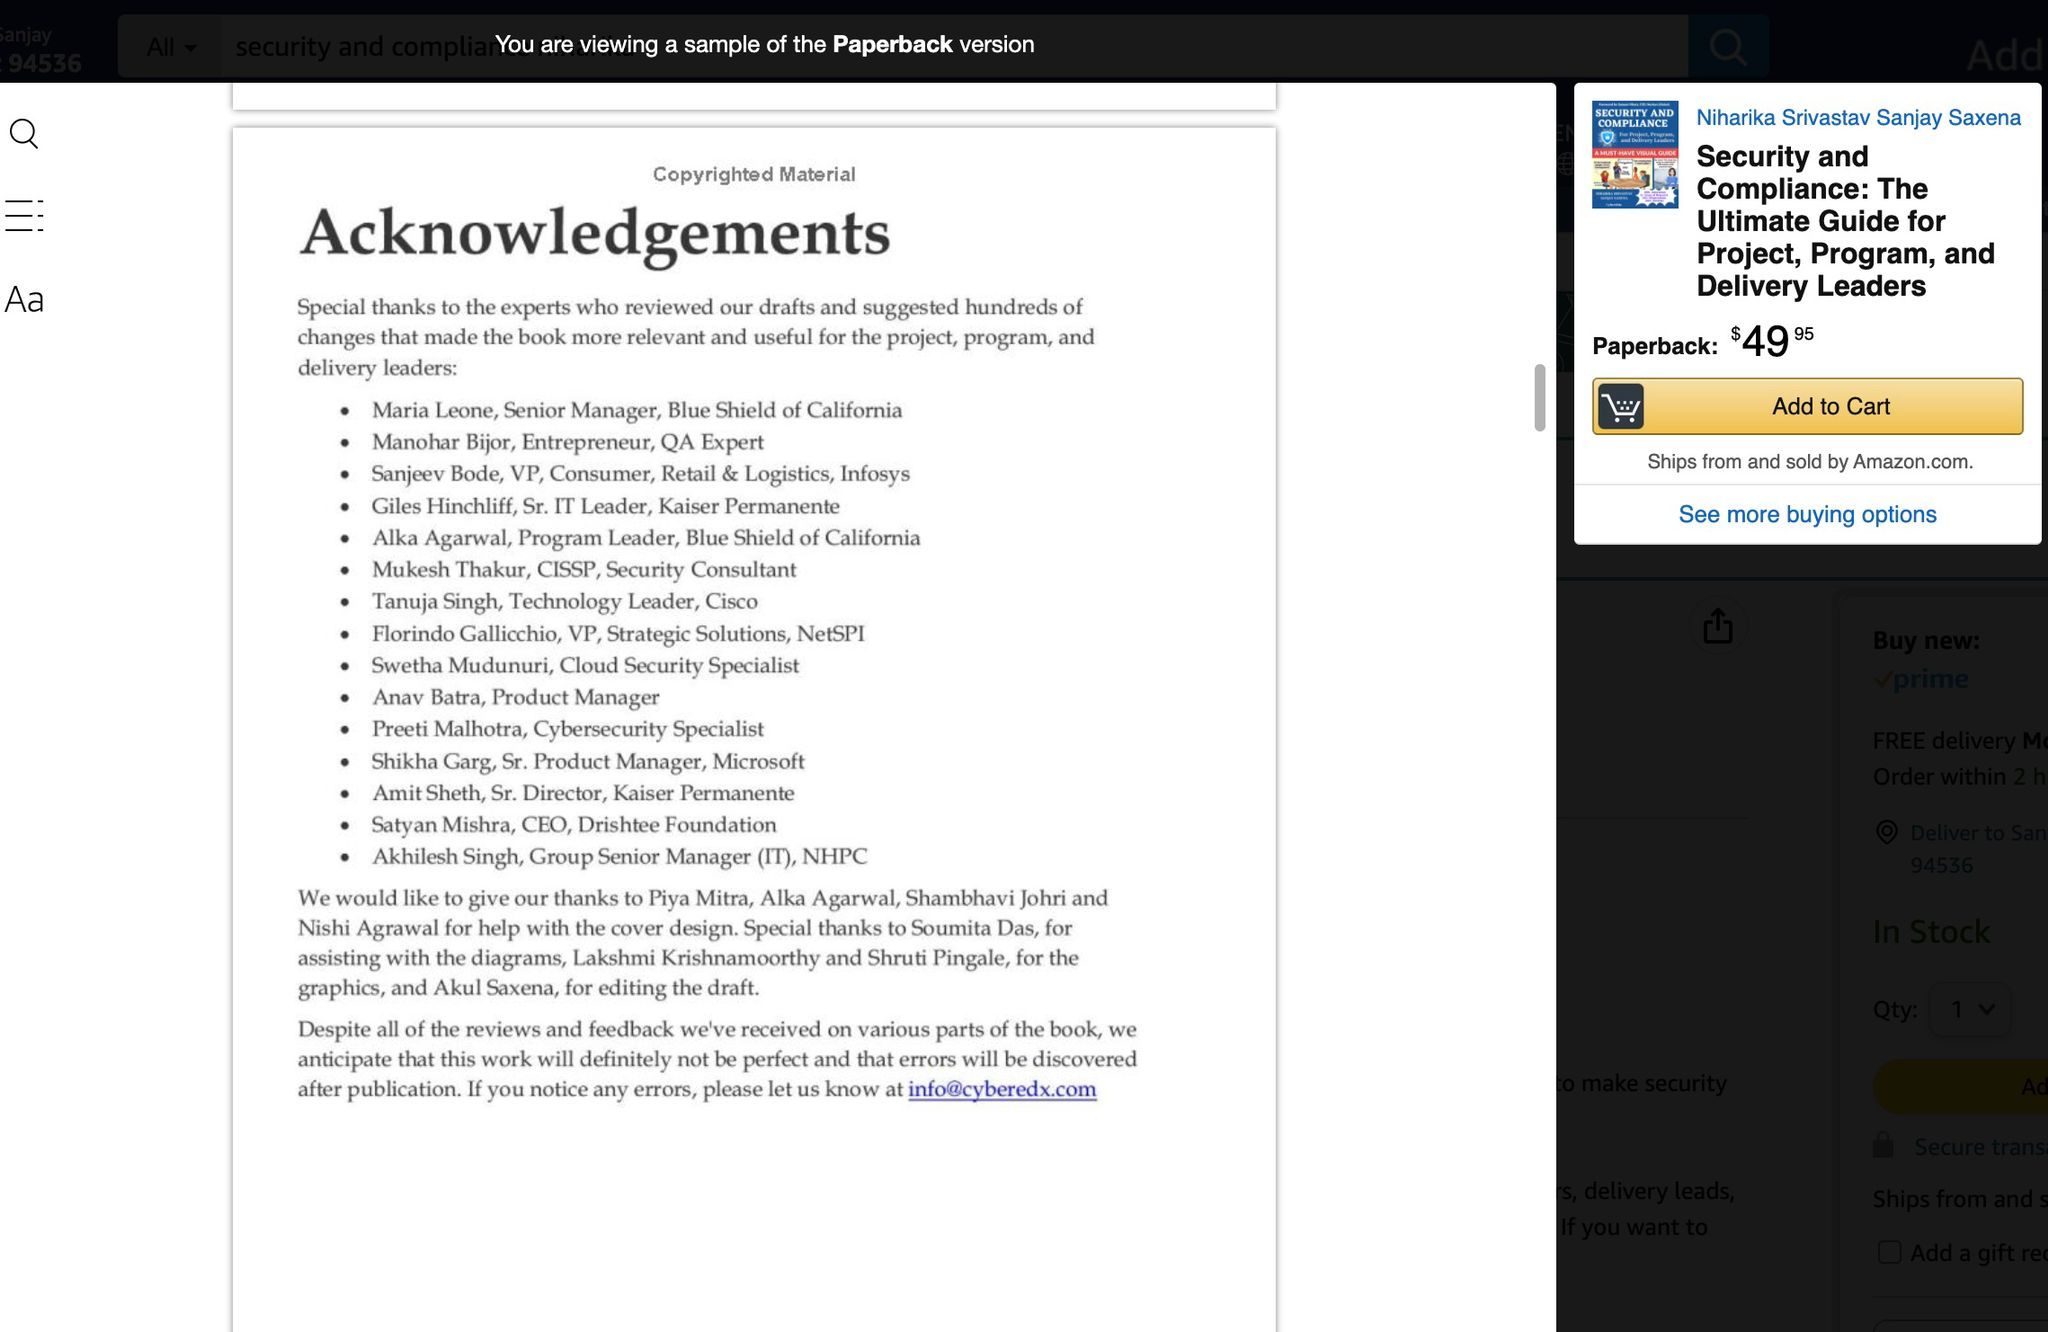 Sanjay
94536
All
security and complian
You are viewing a sample of the Paperback version
Add
Aa
Copyrighted Material
Acknowledgements
Special thanks to the experts who reviewed our drafts and suggested hundreds of
changes that made the book more relevant and useful for the project, program, and
delivery leaders:
• Maria Leone, Senior Manager, Blue Shield of California
• Manohar Bijor, Entrepreneur, QA Expert
• Sanjeev Bode, VP, Consumer, Retail & Logistics, Infosys
• Giles Hinchliff, Sr. IT Leader, Kaiser Permanente
• Alka Agarwal, Program Leader, Blue Shield of California
• Mukesh Thakur, CISSP, Security Consultant
• Tanuja Singh, Technology Leader, Cisco
• Florindo Gallicchio, VP, Strategic Solutions, NetSPI
• Swetha Mudunuri, Cloud Security Specialist
• Anav Batra, Product Manager
• Preeti Malhotra, Cybersecurity Specialist
• Shikha Garg, Sr. Product Manager, Microsoft
• Amit Sheth, Sr. Director, Kaiser Permanente
• Satyan Mishra, CEO, Drishtee Foundation
• Akhilesh Singh, Group Senior Manager (IT), NHPC
We would like to give our thanks to Piya Mitra, Alka Agarwal, Shambhavi Johri and
Nishi Agrawal for help with the cover design. Special thanks to Soumita Das, for
assisting with the diagrams, Lakshmi Krishnamoorthy and Shruti Pingale, for the
graphics, and Akul Saxena, for editing the draft.
Despite all of the reviews and feedback we've received on various parts of the book, we
anticipate that this work will definitely not be perfect and that errors will be discovered
after publication. If you notice any errors, please let us know at info@cyberedx.com
SECURITY AND
COMPLIANCE
For Project, Program,
and Delivery Leaders
A MUST-HAVE VISUAL GUIDE
Niharika Srivastav Sanjay Saxena
Security and
Compliance: The
Ultimate Guide for
Project, Program, and
Delivery Leaders
Paperback: $49 95
Add to Cart
Ships from and sold by Amazon.com.
See more buying options
Buy new:
prime
FREE delivery Mo
Order within 2 h
Deliver to San
94536
In Stock
Qty: 1
to make security
Ad
Secure transa
rs, delivery leads,
Ships from and s
If you want to
Add a gift rec